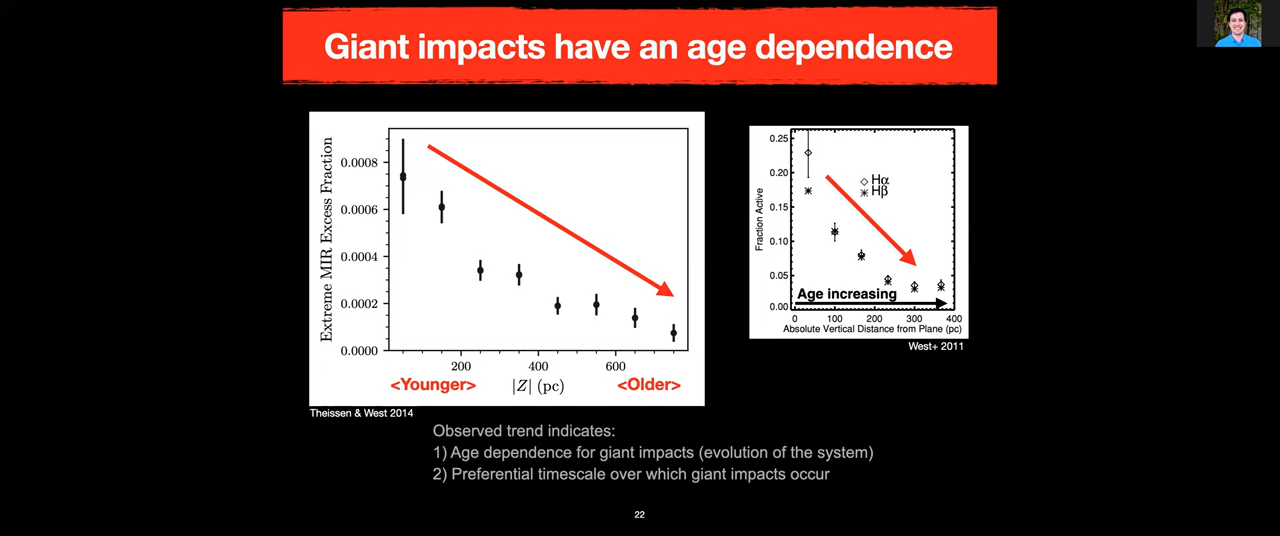 Giant impacts have an age dependence
Extreme MIR Excess Fraction
0.0008
0.0006
0.0004
0.0002
0.0000
200
400
600
<Younger>
|Z| (pc)
<Older>
Theissen & West 2014
Fraction Active
0.25
0.20
0.15
0.10
0.05
0.00
Hα
Hβ
Age increasing
0
100
200
300
400
Absolute Vertical Distance from Plane (pc)
West+ 2011
Observed trend indicates:
1) Age dependence for giant impacts (evolution of the system)
2) Preferential timescale over which giant impacts occur
22